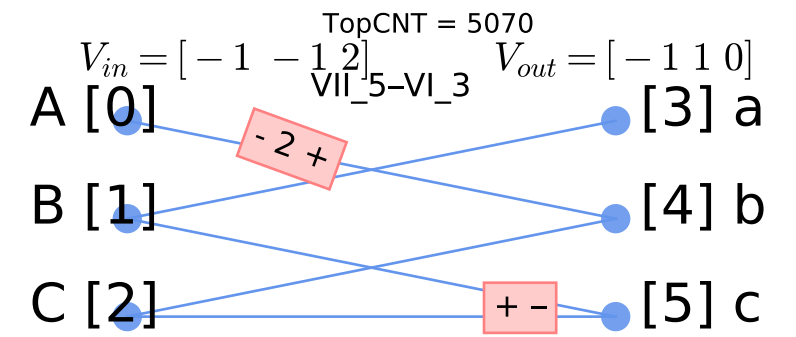 TopCNT = 5070
V_in = [ − 1 − 1 2] V_out = [ − 1 1 0]
VII_5–VI_3
A [0] [3] a
- 2 +
B [1] [4] b
C [2] + – [5] c